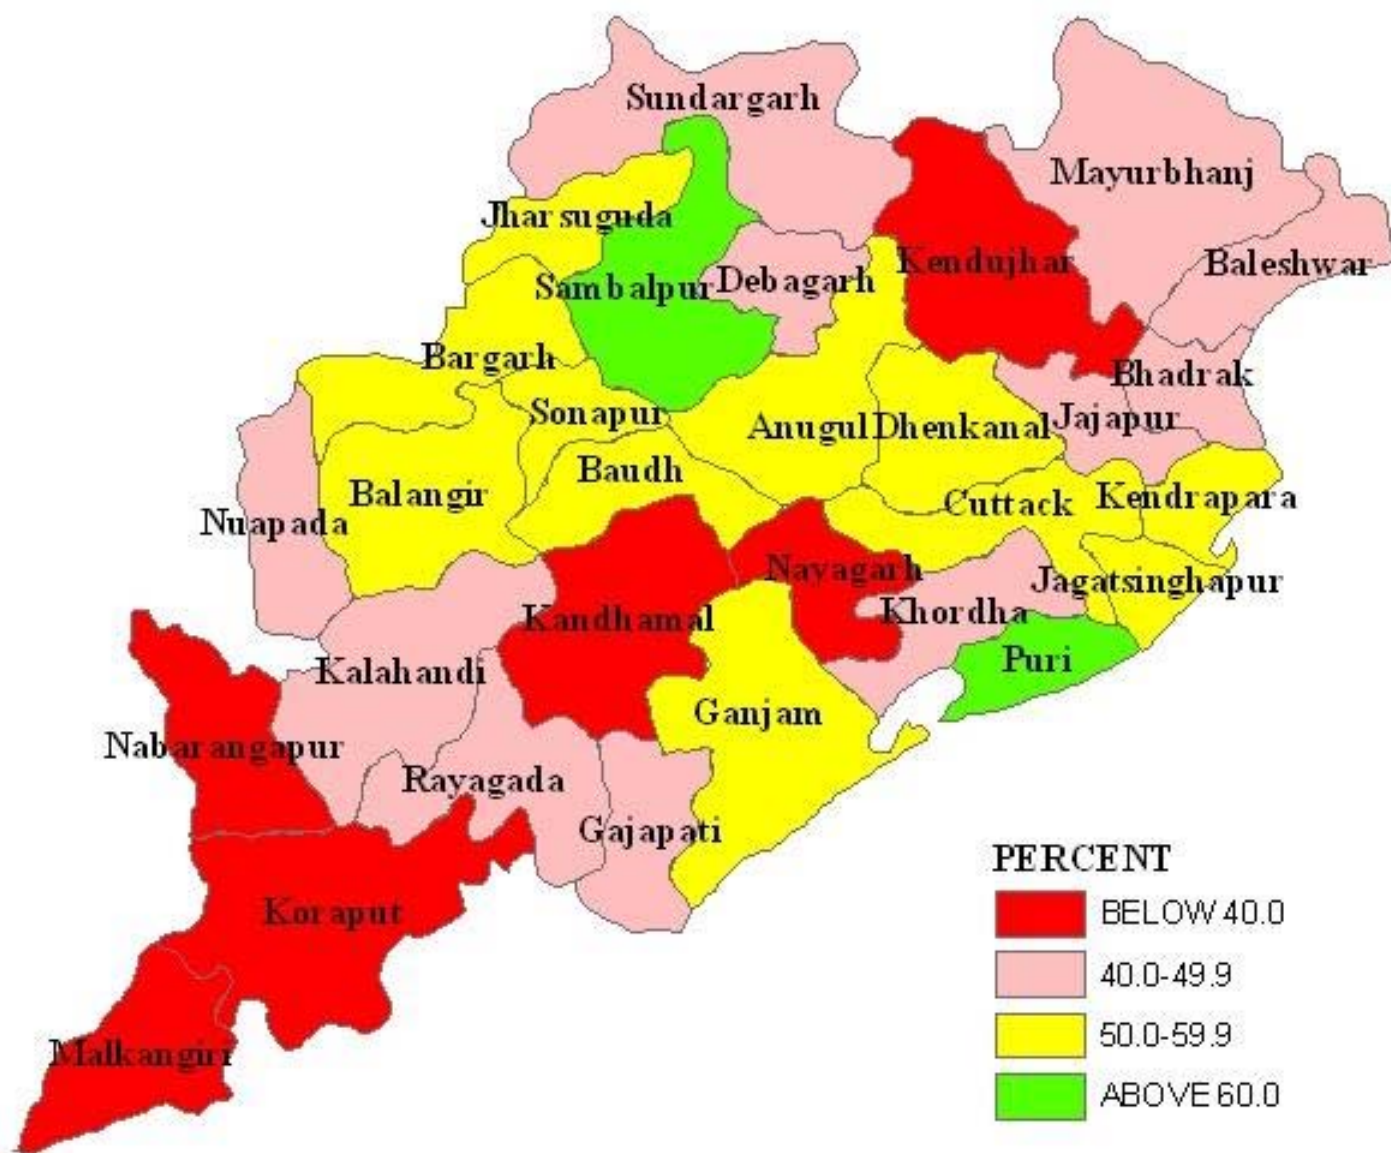 Sundargarh
Mayurbhanj
Jharsuguda
Kendujhar
Baleshwar
Sambalpur
Debagarh
Bargarh
Bhadrak
Sonapur
Anugul
Dhenkanal
Jajapur
Baudh
Balangir
Cuttack
Kendrapara
Nuapada
Nayagarh
Jagatsinghapur
Kandhamal
Khordha
Kalahandi
Puri
Ganjam
Nabarangapur
Rayagada
Gajapati
Koraput
Malkangiri
PERCENT
BELOW 40.0
40.0-49.9
50.0-59.9
ABOVE 60.0